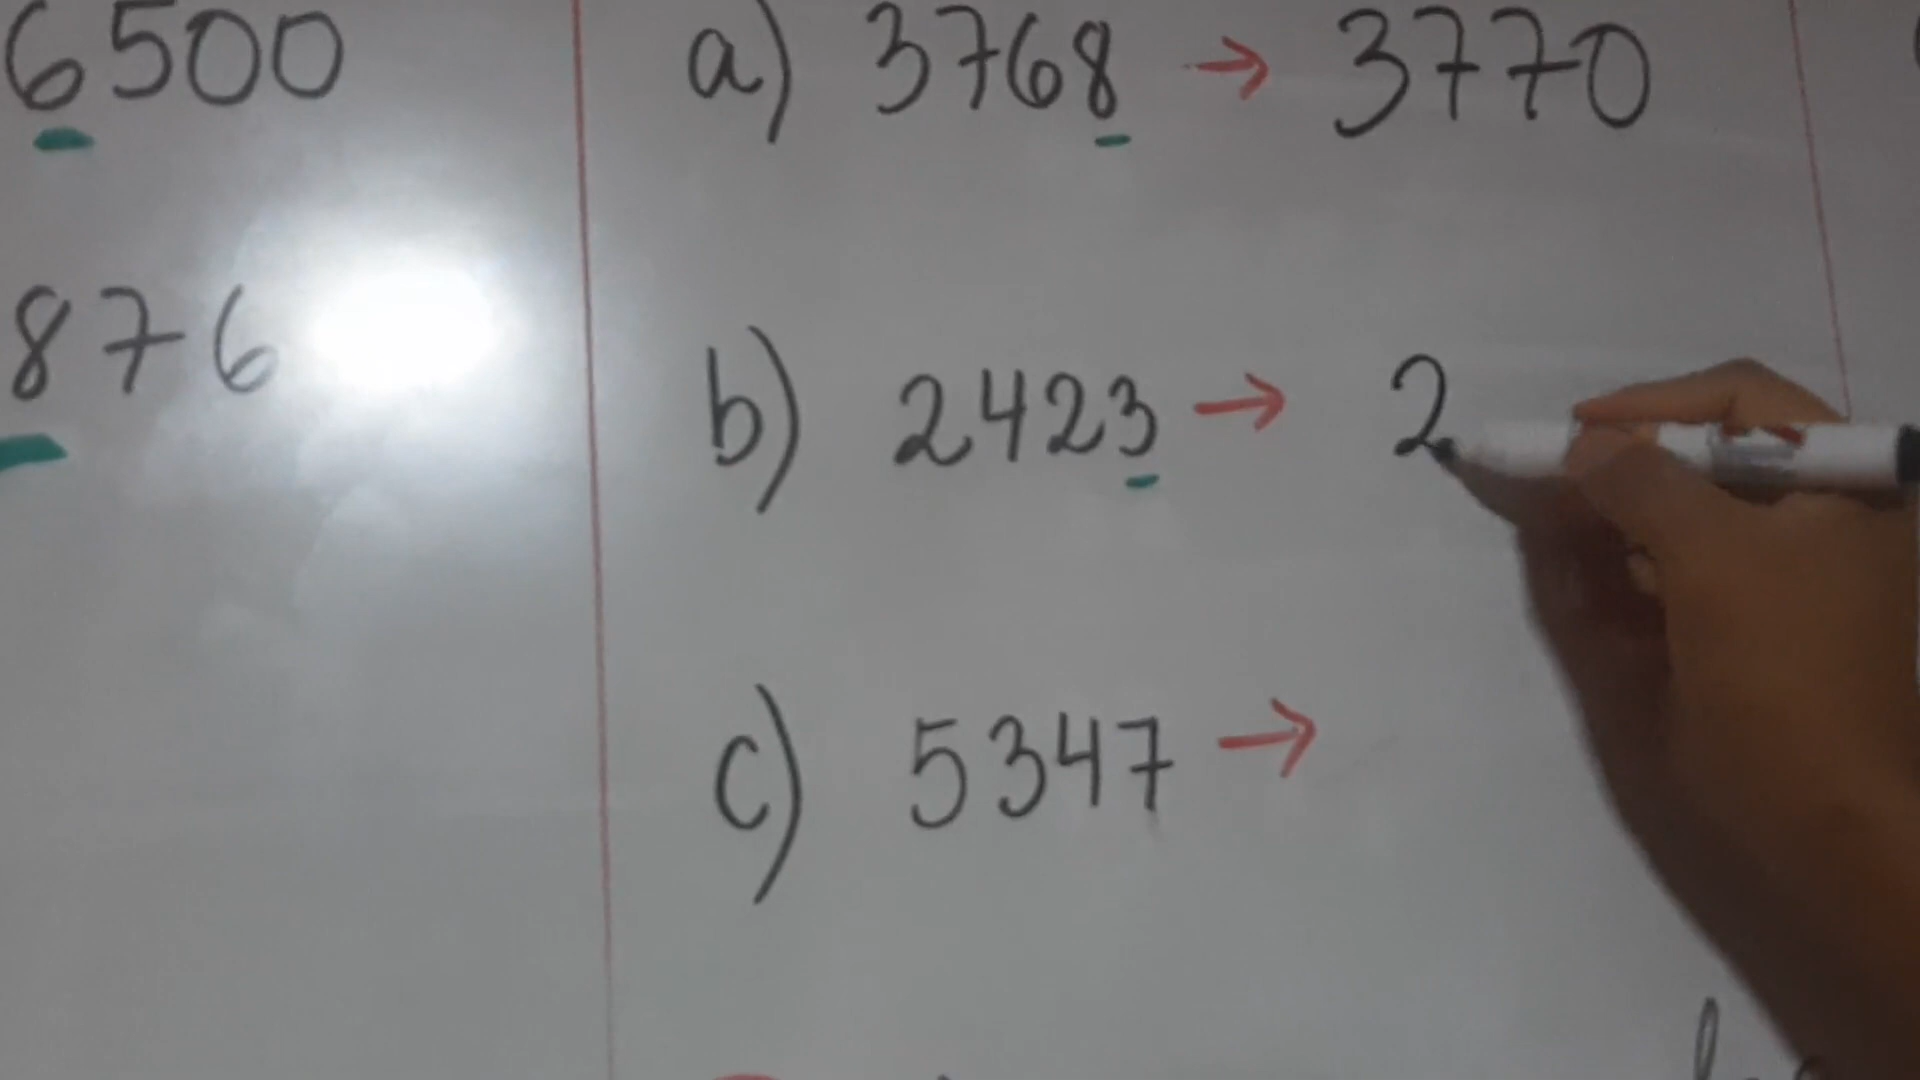 6500
876
a) 3768 → 3770
b) 2423 → 2
c) 5347 →